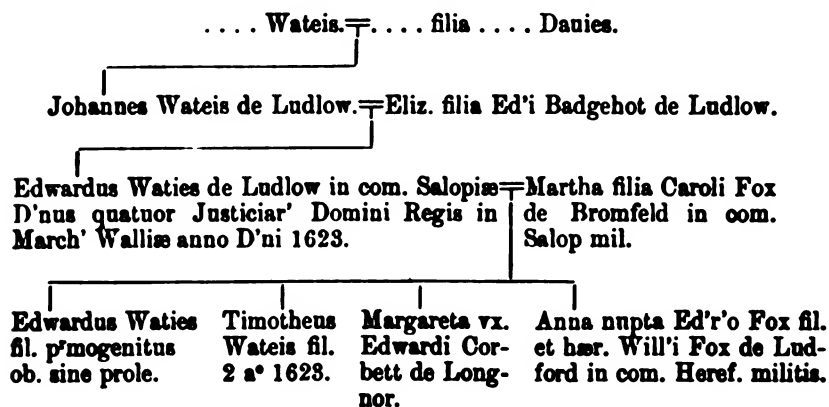 . . . . Wateis.=. . . . filia . . . . Dauies.
Johannes Wateis de Ludlow.=Eliz. filia Ed'i Badgehot de Ludlow.
Edwardus Waties de Ludlow in com. Salopiæ=Martha filia Caroli Fox
D'nus quatuor Justiciar' Domini Regis in de Bromfeld in com.
March' Walliæ anno D'ni 1623. Salop mil.
Edwardus Waties
fil. pʳmogenitus
ob. sine prole.
Timotheus
Wateis fil.
2 aº 1623.
Margareta vx.
Edwardi Cor-
bett de Long-
nor.
Anna nupta Ed'r'o Fox fil.
et hær. Will'i Fox de Lud-
ford in com. Heref. militis.